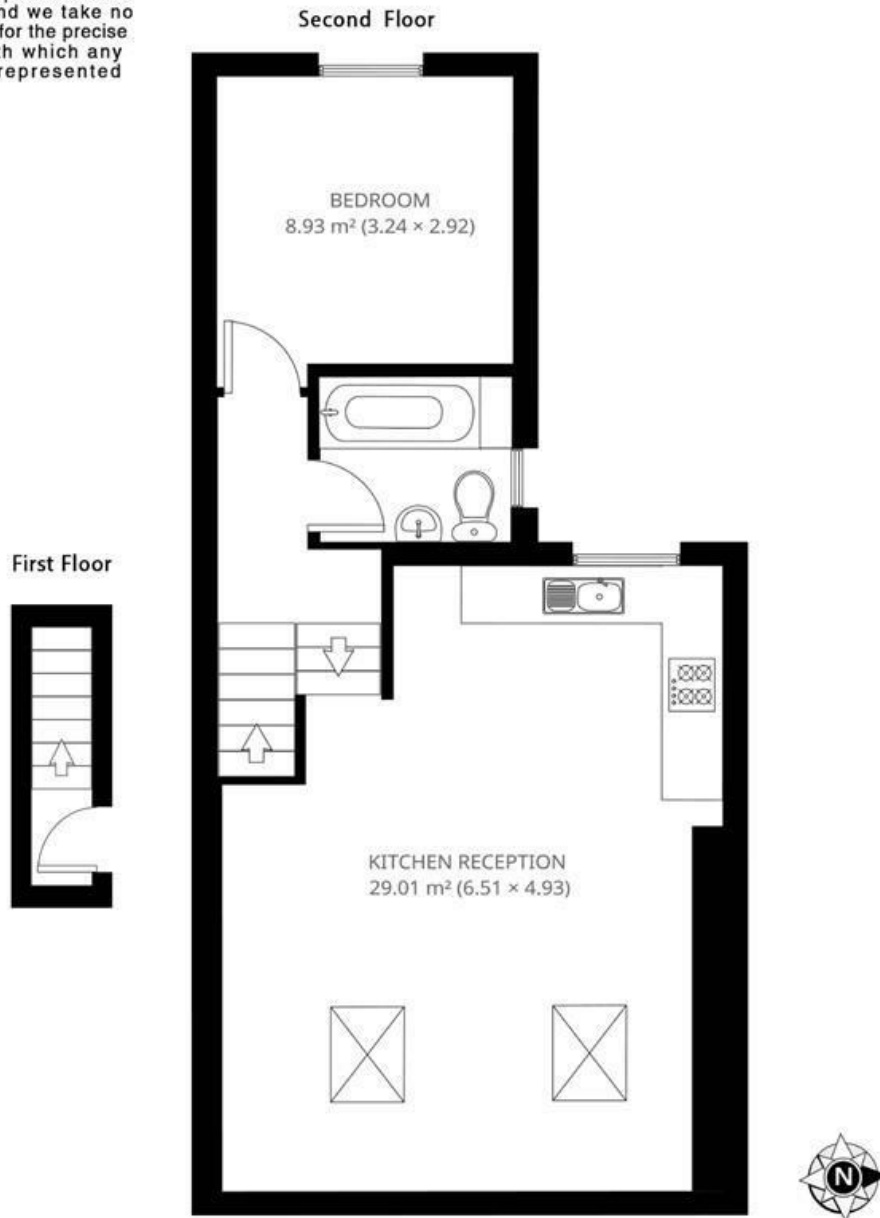 nd we take no
for the precise
th which any
represented
Second Floor
BEDROOM
8.93 m² (3.24 × 2.92)
First Floor
KITCHEN RECEPTION
29.01 m² (6.51 × 4.93)
N